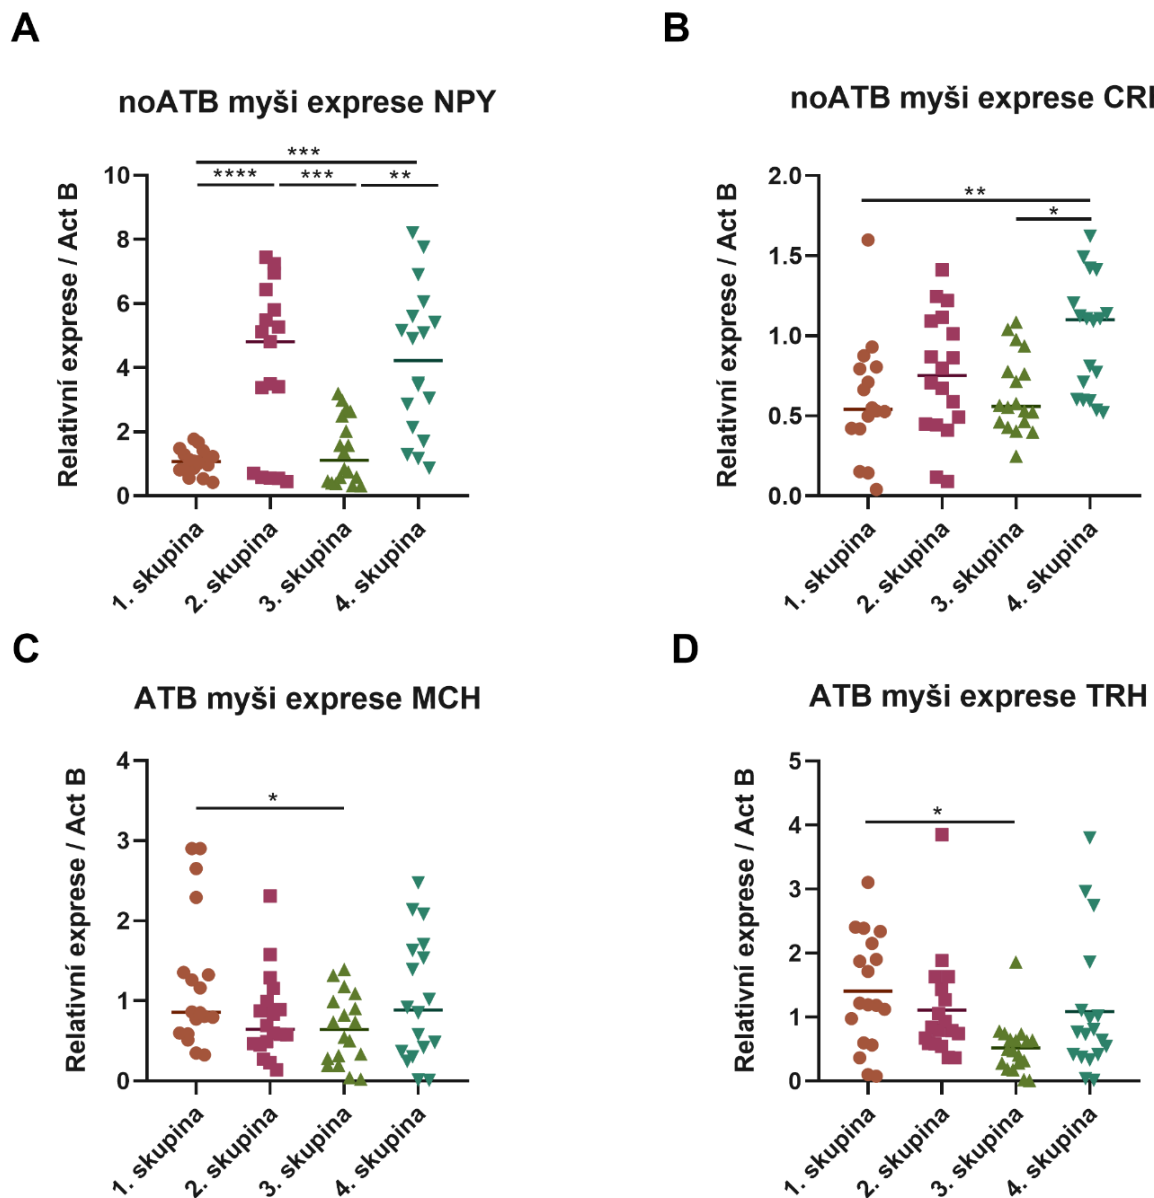 A
noATB myši exprese NPY
***
**** *** **
Relativní exprese / Act B
10
8
6
4
2
0
1. skupina
2. skupina
3. skupina
4. skupina
B
noATB myši exprese CRI
**
*
Relativní exprese / Act B
2.0
1.5
1.0
0.5
0.0
1. skupina
2. skupina
3. skupina
4. skupina
C
ATB myši exprese MCH
*
Relativní exprese / Act B
4
3
2
1
0
1. skupina
2. skupina
3. skupina
4. skupina
D
ATB myši exprese TRH
*
Relativní exprese / Act B
5
4
3
2
1
0
1. skupina
2. skupina
3. skupina
4. skupina